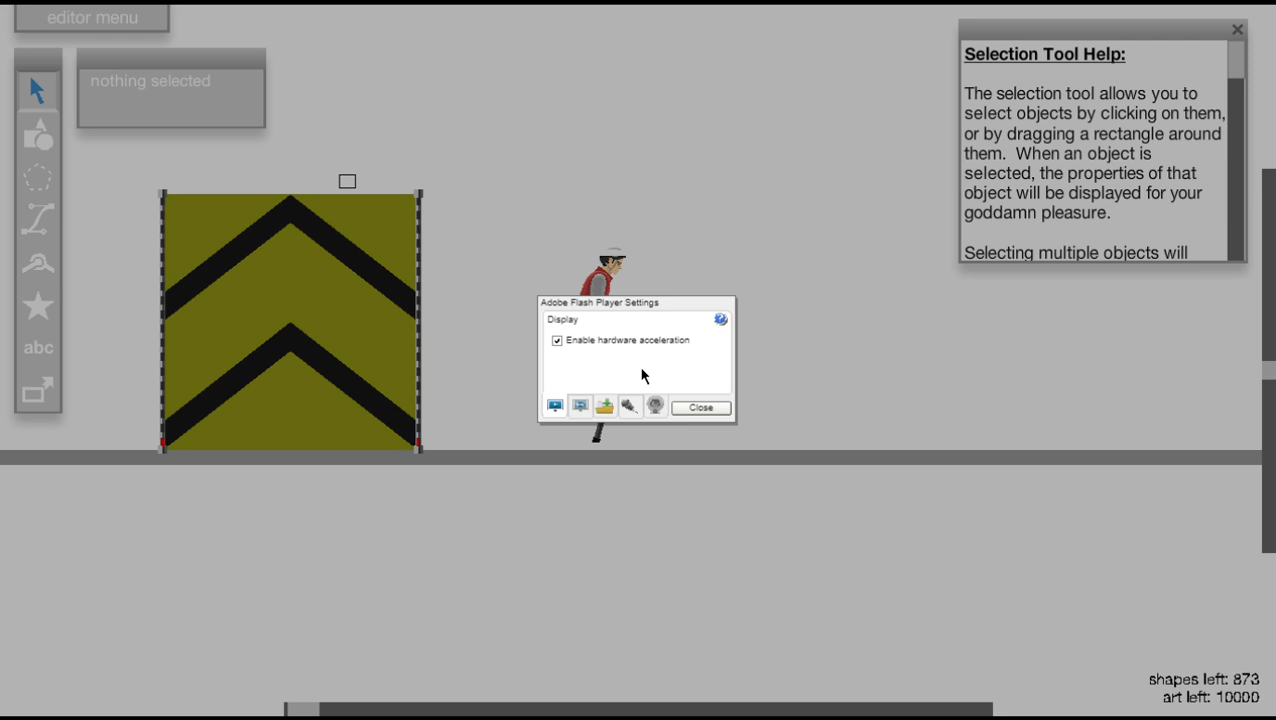 editor menu
nothing selected
abc
Selection Tool Help:
The selection tool allows you to
select objects by clicking on them,
or by dragging a rectangle around
them. When an object is
selected, the properties of that
object will be displayed for your
goddamn pleasure.
Selecting multiple objects will
Adobe Flash Player Settings
Display
Enable hardware acceleration
Close
shapes left: 873
art left: 10000